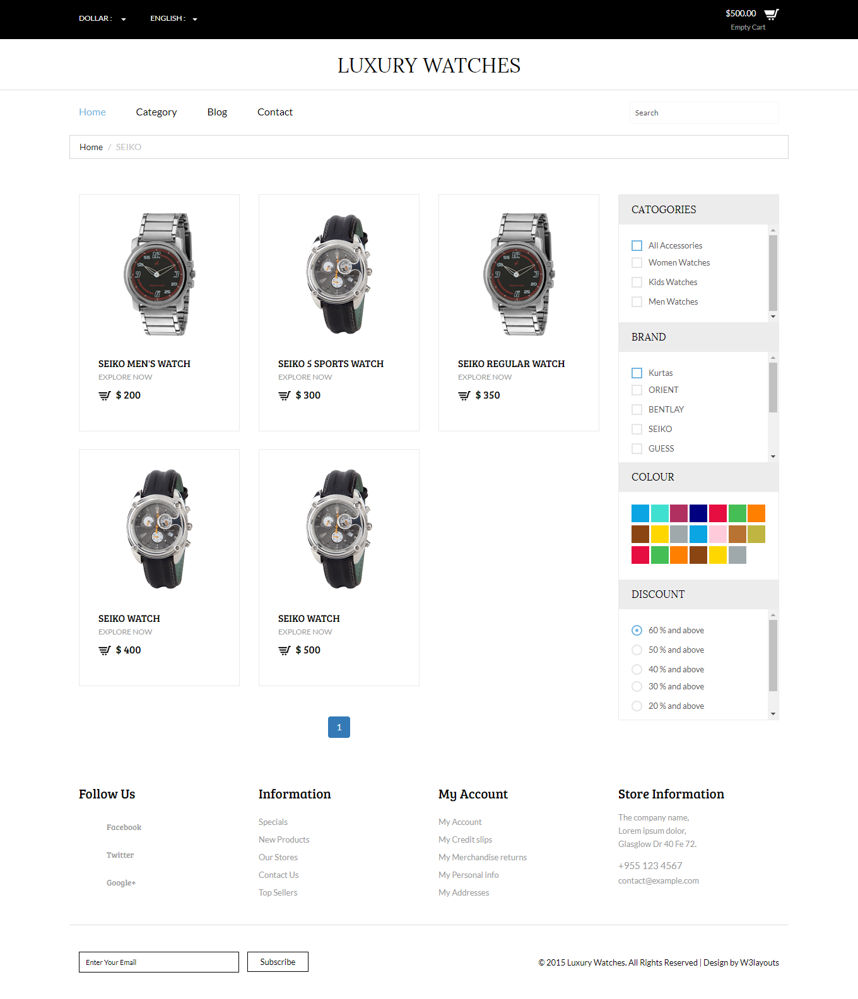 DOLLAR :
ENGLISH :
$500.00
Empty Cart
LUXURY WATCHES
Home
Category
Blog
Contact
Search
Home / SEIKO
SEIKO MEN'S WATCH
EXPLORE NOW
$ 200
SEIKO 5 SPORTS WATCH
EXPLORE NOW
$ 300
SEIKO REGULAR WATCH
EXPLORE NOW
$ 350
SEIKO WATCH
EXPLORE NOW
$ 400
SEIKO WATCH
EXPLORE NOW
$ 500
1
CATOGORIES
All Accessories
Women Watches
Kids Watches
Men Watches
BRAND
Kurtas
ORIENT
BENTLAY
SEIKO
GUESS
COLOUR
DISCOUNT
60 % and above
50 % and above
40 % and above
30 % and above
20 % and above
Follow Us
Facebook
Twitter
Google+
Information
Specials
New Products
Our Stores
Contact Us
Top Sellers
My Account
My Account
My Credit slips
My Merchandise returns
My Personal info
My Addresses
Store Information
The company name,
Lorem ipsum dolor,
Glasglow Dr 40 Fe 72.
+955 123 4567
contact@example.com
Enter Your Email
Subscribe
© 2015 Luxury Watches. All Rights Reserved | Design by W3layouts